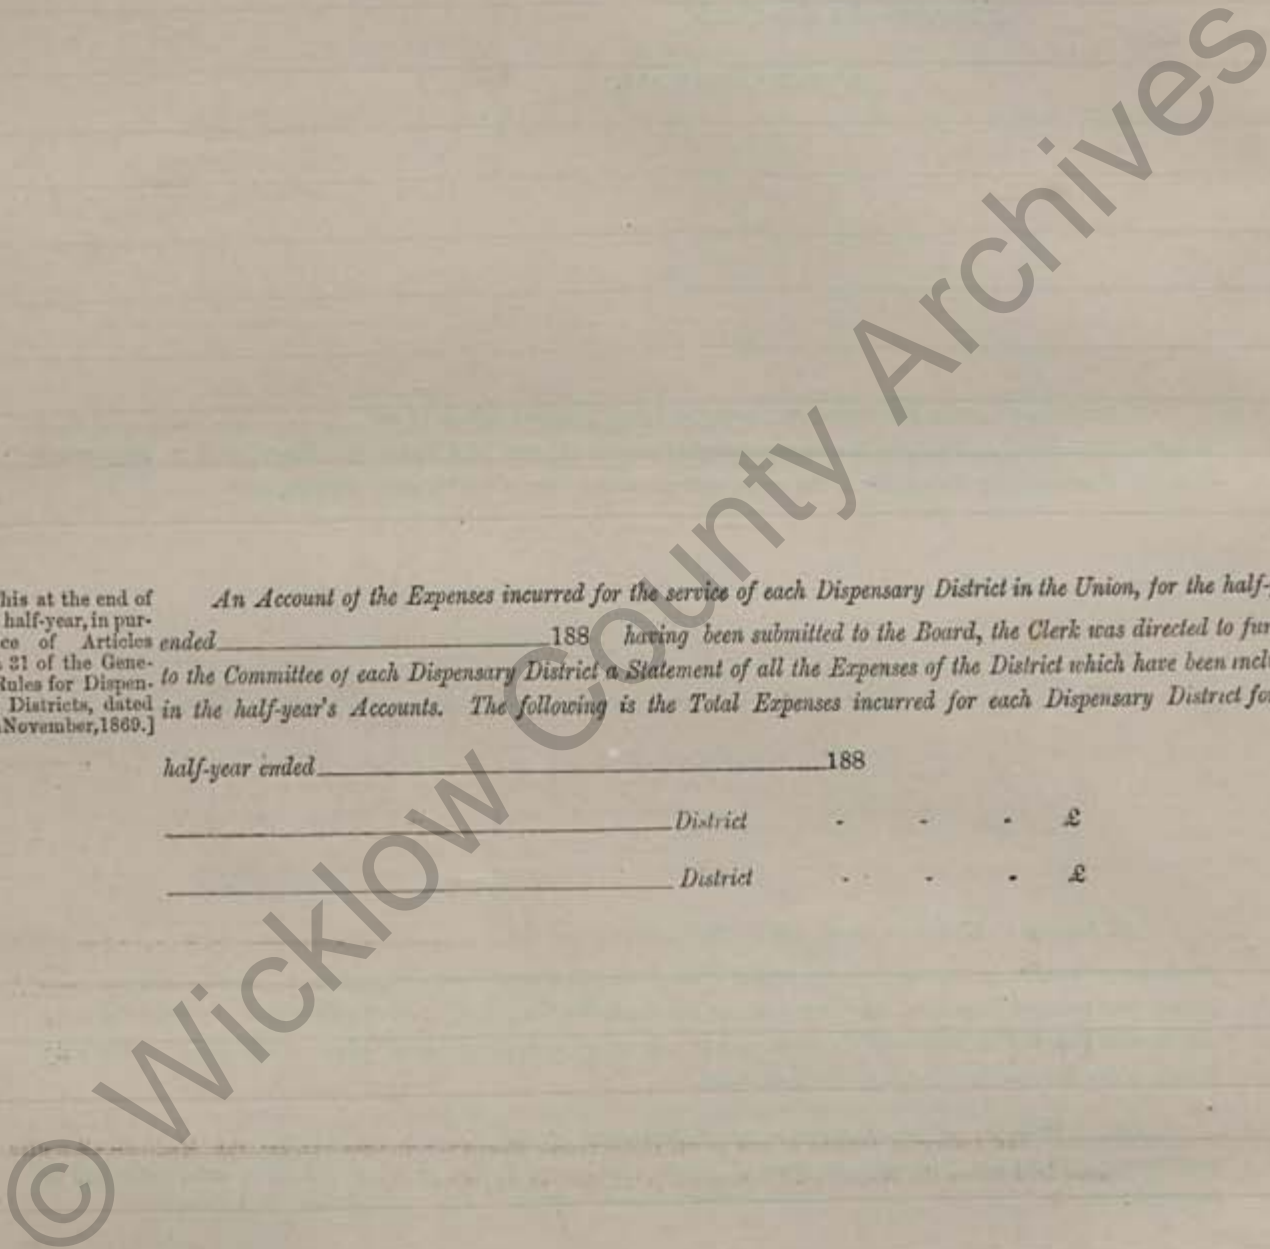 his at the end of
half-year, in pur-
ce of Articles
31 of the Gene-
Rules for Dispen-
Districts, dated
November, 1869.]
An Account of the Expenses incurred for the service of each Dispensary District in the Union, for the half-
ended 188 having been submitted to the Board, the Clerk was directed to fur
to the Committee of each Dispensary District a Statement of all the Expenses of the District which have been inclu
in the half-year's Accounts. The following is the Total Expenses incurred for each Dispensary District for
half-year ended 188
District - - - £
District - - - £
© Wicklow County Archives